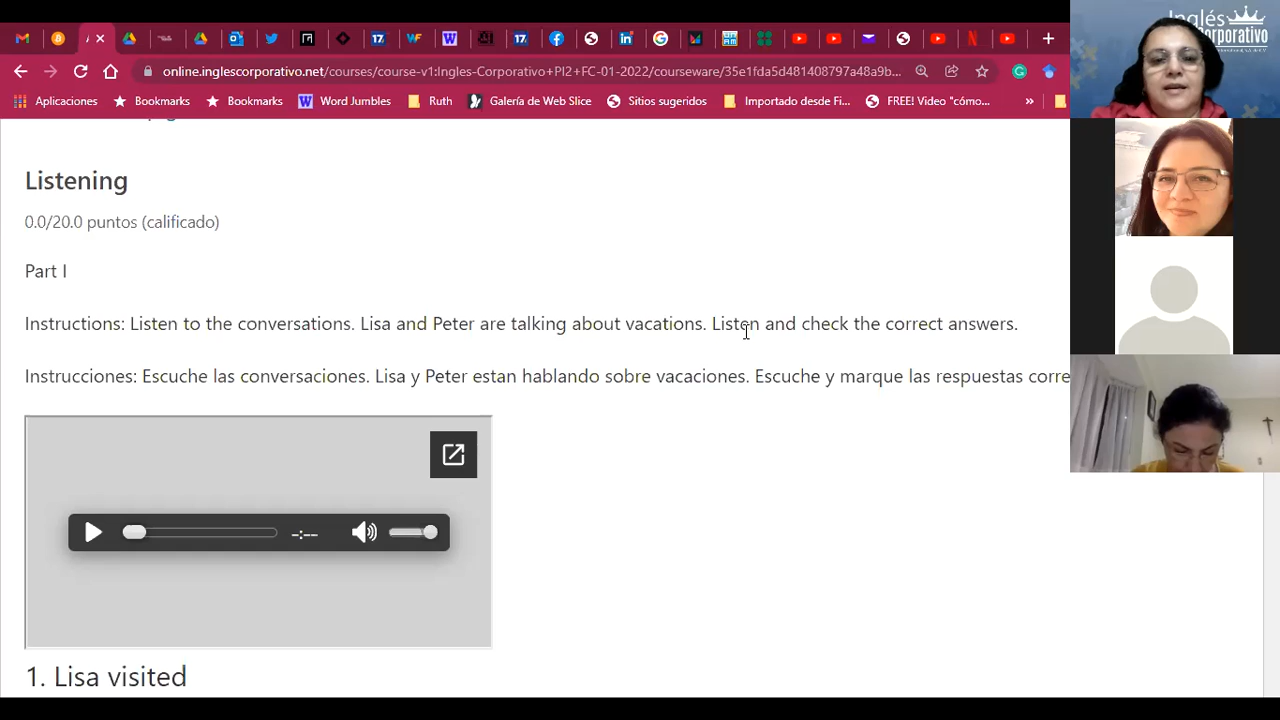 Inglés
orporativo
online.inglescorporativo.net/courses/course-v1:Ingles-Corporativo+PI2+FC-01-2022/courseware/35e1fda5d481408797a48a9b...
Aplicaciones Bookmarks Bookmarks Word Jumbles Ruth Galería de Web Slice Sitios sugeridos Importado desde Fi... FREE! Video "cómo... »
Listening
0.0/20.0 puntos (calificado)
Part I
Instructions: Listen to the conversations. Lisa and Peter are talking about vacations. Listen and check the correct answers.
Instrucciones: Escuche las conversaciones. Lisa y Peter estan hablando sobre vacaciones. Escuche y marque las respuestas corre
-:--
1. Lisa visited